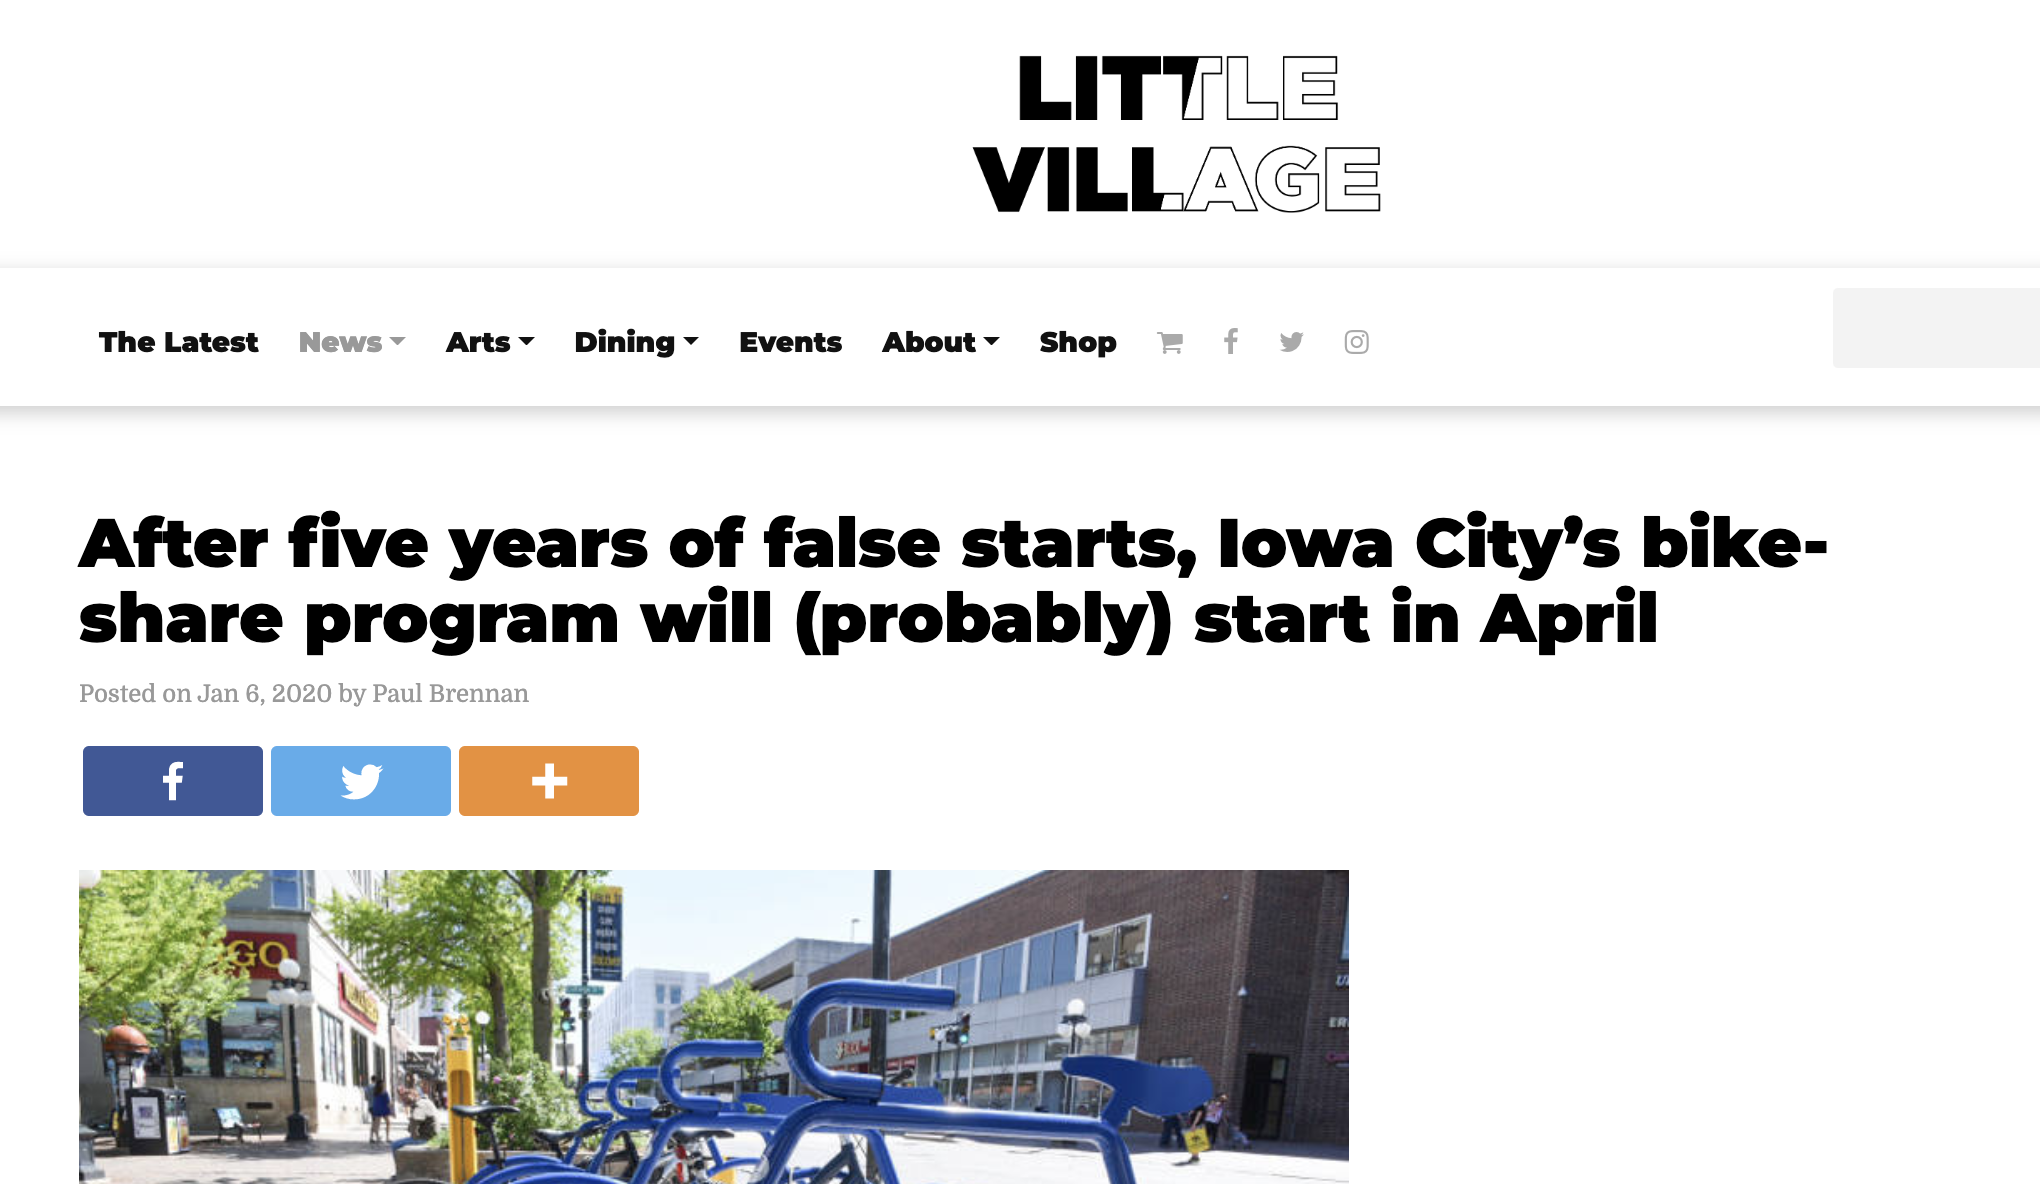 LITTLE
VILLAGE
The Latest News Arts Dining Events About Shop
After five years of false starts, Iowa City’s bike-
share program will (probably) start in April
Posted on Jan 6, 2020 by Paul Brennan
GO